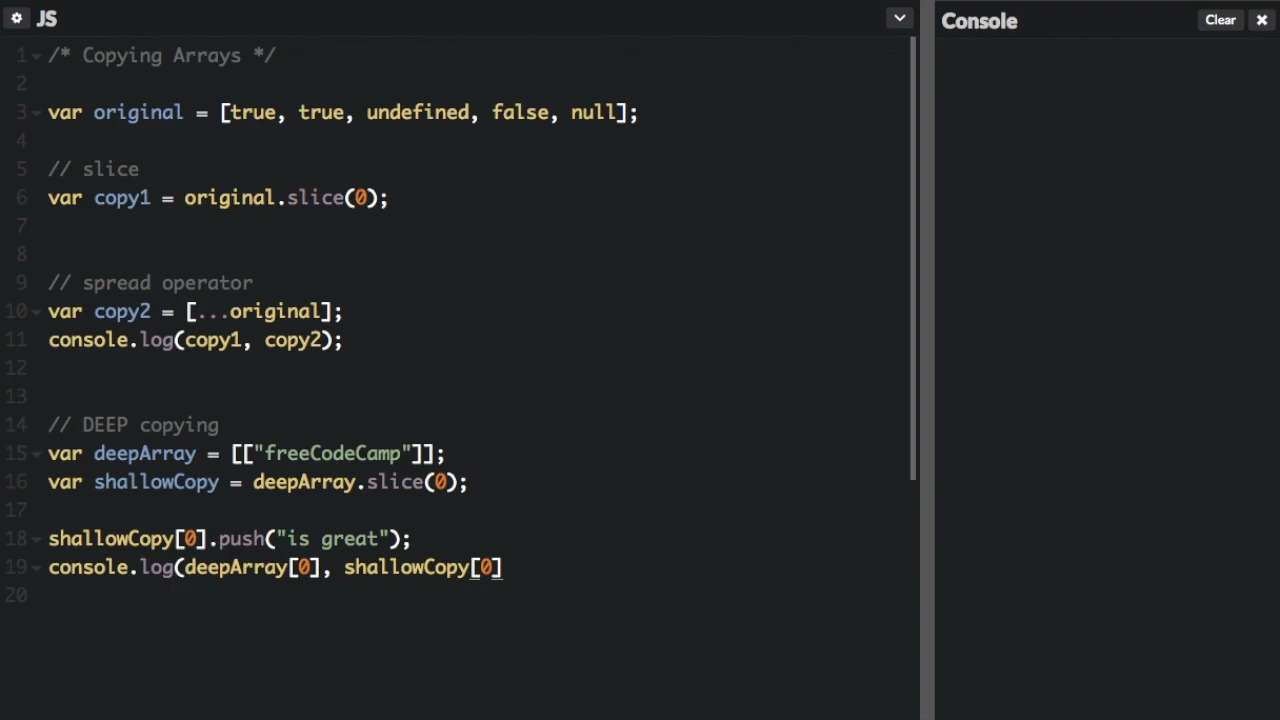 JS
1 /* Copying Arrays */
2
3 var original = [true, true, undefined, false, null];
4
5 // slice
6 var copy1 = original.slice(0);
7
8
9 // spread operator
10 var copy2 = [...original];
11 console.log(copy1, copy2);
12
13
14 // DEEP copying
15 var deepArray = [["freeCodeCamp"]];
16 var shallowCopy = deepArray.slice(0);
17
18 shallowCopy[0].push("is great");
19 console.log(deepArray[0], shallowCopy[0]
20
Console
Clear